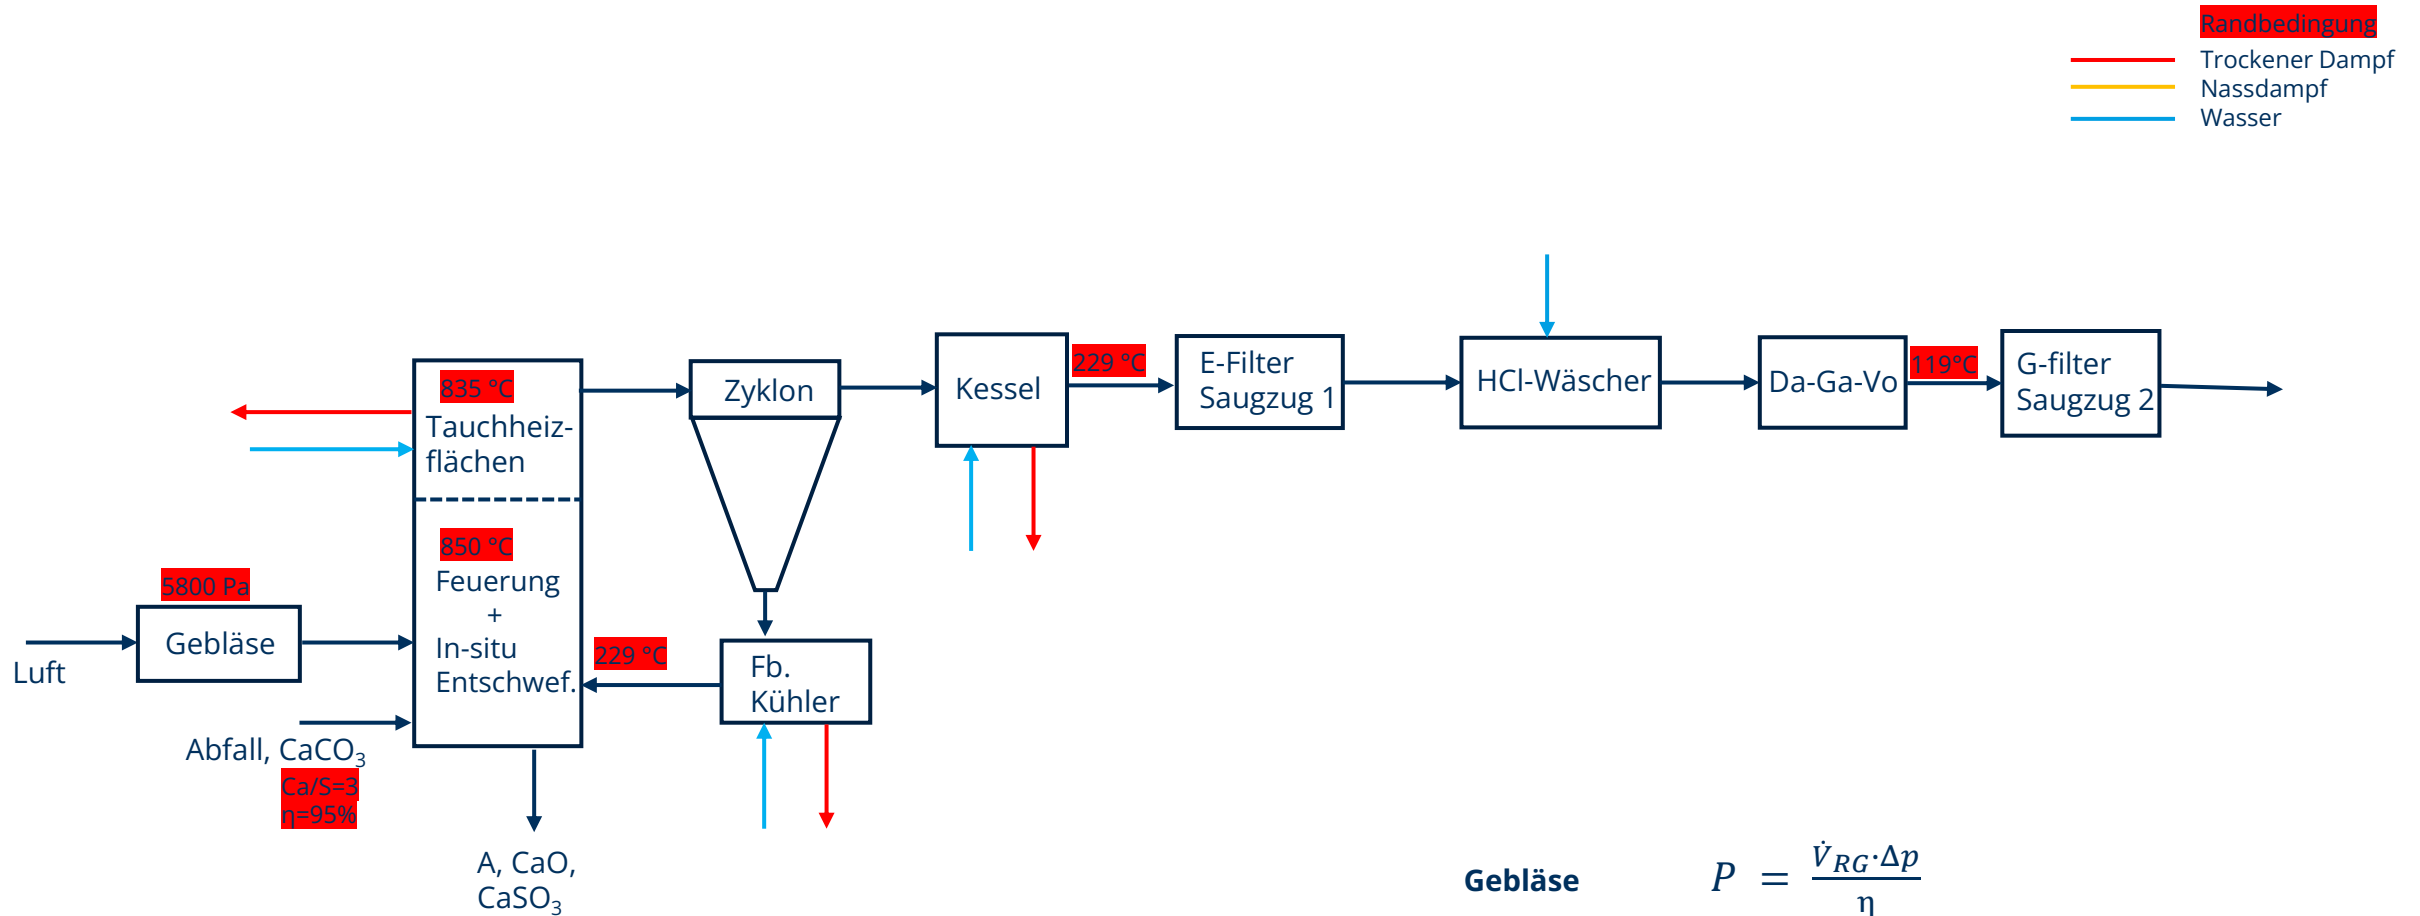 Randbedingung
Trockener Dampf
Nassdampf
Wasser
835 °C
Tauchheiz-
flächen
850 °C
Feuerung
+
In-situ
Entschwef.
5800 Pa
Gebläse
Luft
Abfall, CaCO₃
Ca/S=3
η=95%
A, CaO,
CaSO₃
Zyklon
229 °C
Fb.
Kühler
Kessel
229 °C
E-Filter
Saugzug 1
HCl-Wäscher
Da-Ga-Vo
119°C
G-filter
Saugzug 2
Gebläse P = V̇_RG·Δp / η